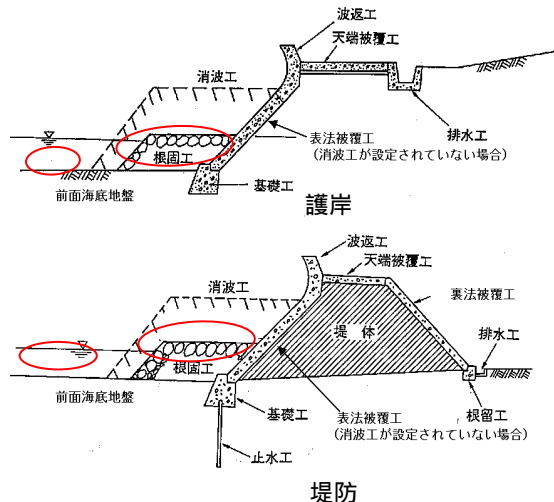 波返工
天端被覆工
消波工
排水工
表法被覆工
(消波工が設定されていない場合)
根固工
前面海底地盤
基礎工
護岸
波返工
天端被覆工
消波工
裏法被覆工
堤 体
排水工
根固工
前面海底地盤
基礎工
表法被覆工
(消波工が設定されていない場合)
根留工
止水工
堤防